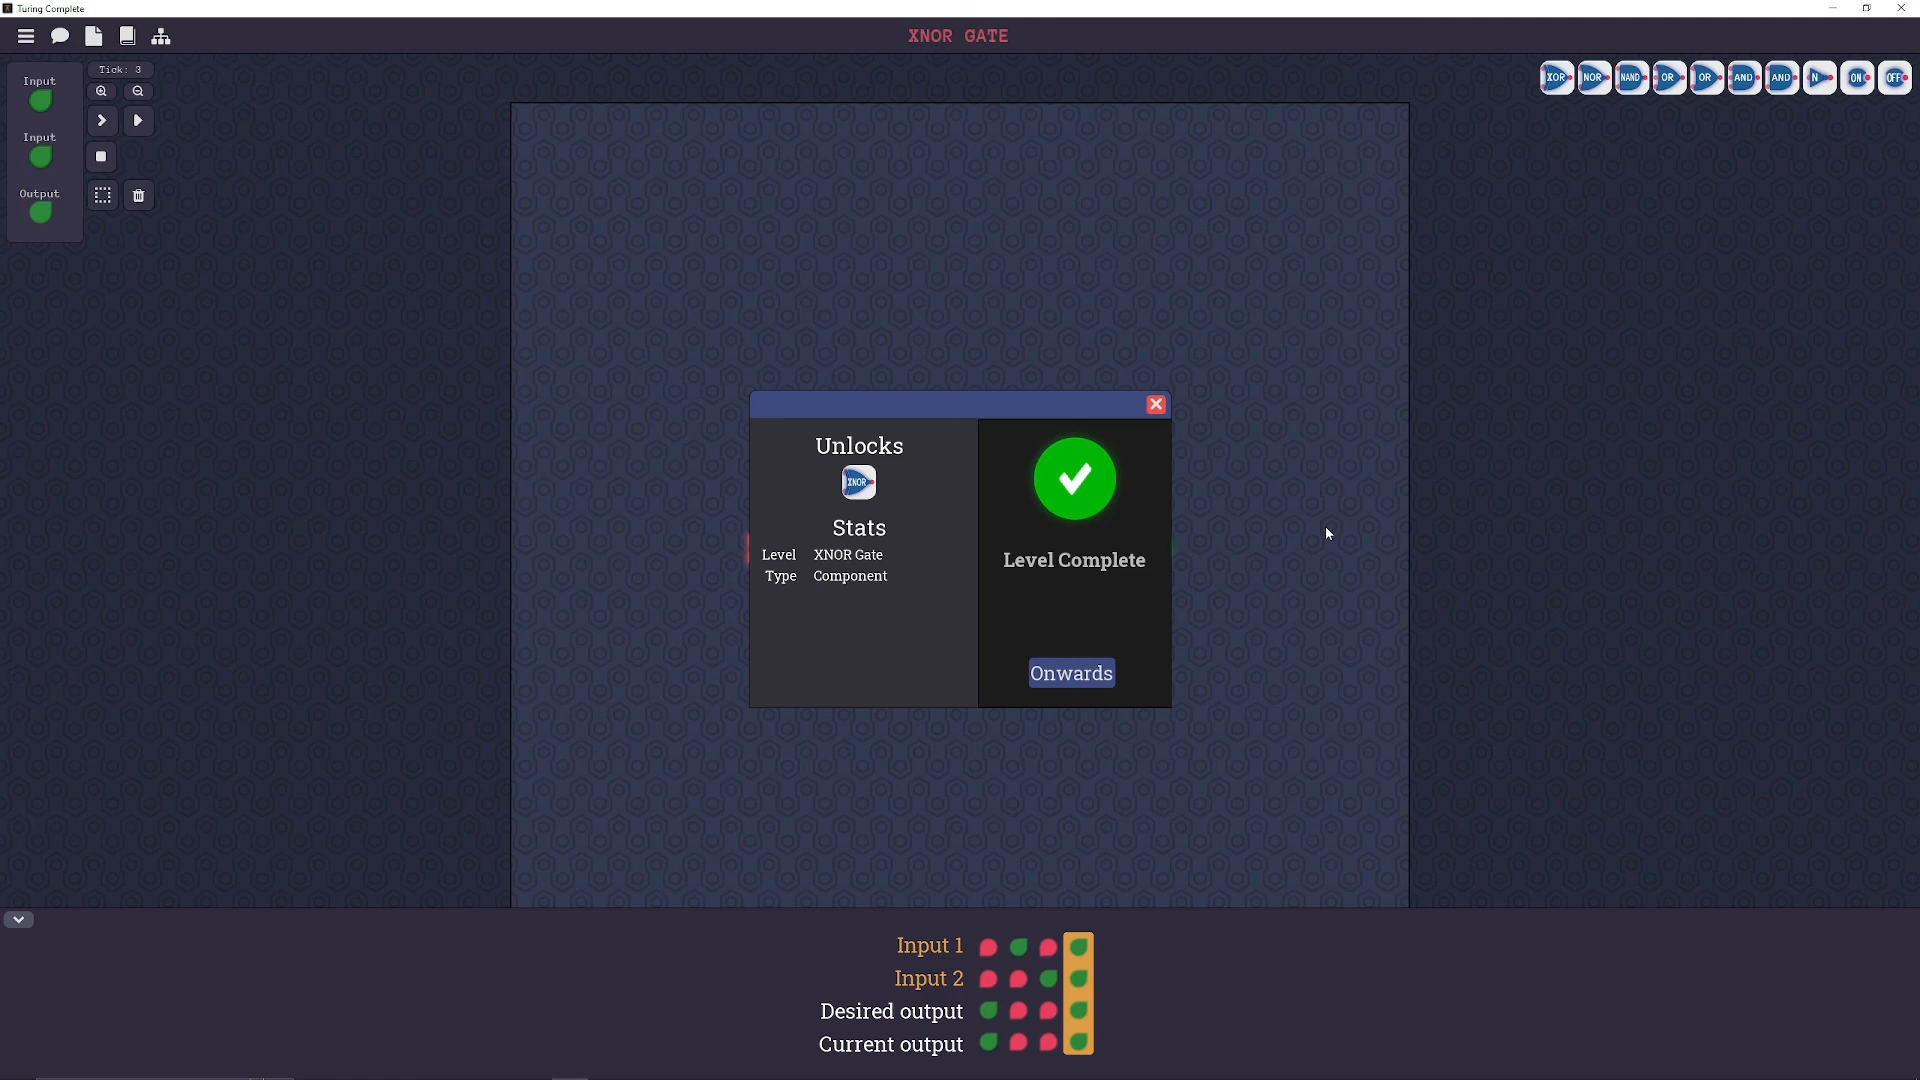 Turing Complete
XNOR GATE
Input
Tick: 3
Input
Output
XOR NOR NAND OR OR AND AND N ON OFF
Unlocks
XNOR
Stats
Level XNOR Gate
Type Component
Level Complete
Onwards
Input 1
Input 2
Desired output
Current output